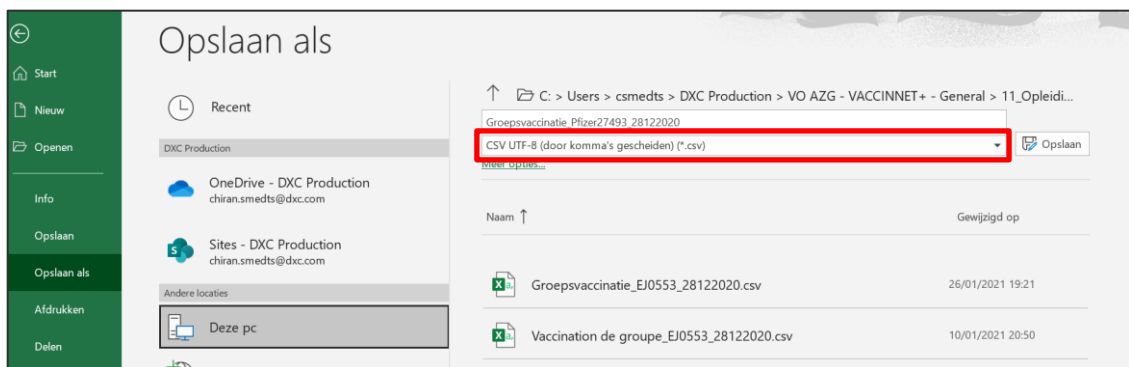 Opslaan als
Start
Nieuw
Openen
Info
Opslaan
Opslaan als
Afdrukken
Delen
Recent
DXC Production
OneDrive - DXC Production
chiran.smedts@dxc.com
Sites - DXC Production
chiran.smedts@dxc.com
Andere locaties
Deze pc
C: > Users > csmedts > DXC Production > VO AZG - VACCINNET+ - General > 11_Opleidi...
Groepsvaccinatie_Pfizer27493_28122020
CSV UTF-8 (door komma's gescheiden) (*.csv)
Opslaan
Meer opties...
Naam ↑ Gewijzigd op
Groepsvaccinatie_EJ0553_28122020.csv 26/01/2021 19:21
Vaccination de groupe_EJ0553_28122020.csv 10/01/2021 20:50